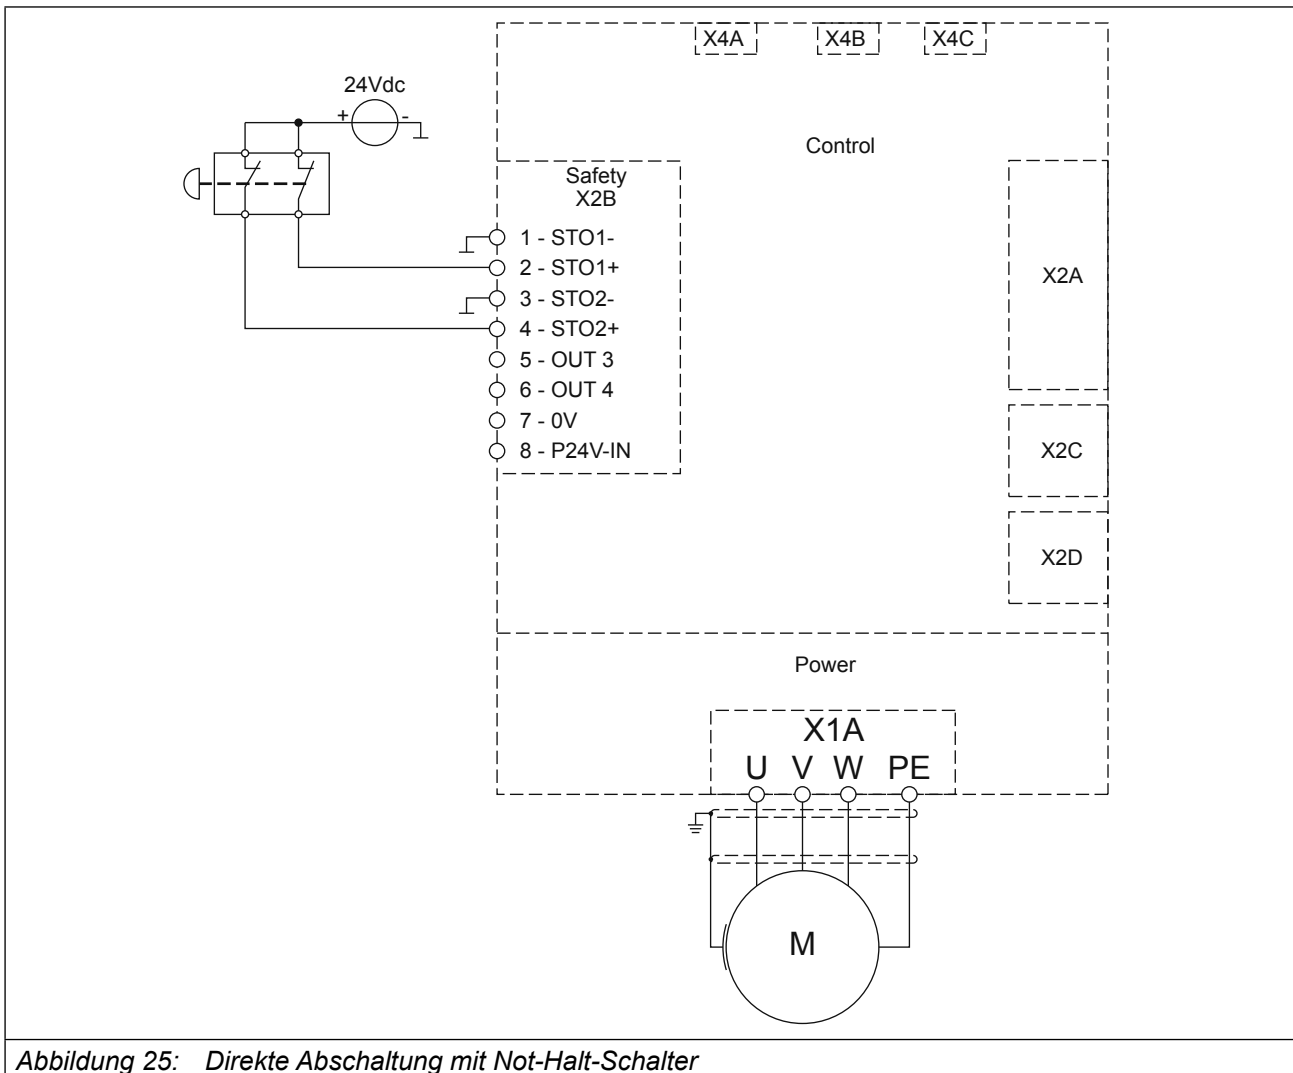 X4A X4B X4C
24Vdc
+ -
Control
Safety
X2B
1 - STO1-
2 - STO1+
3 - STO2-
4 - STO2+
5 - OUT 3
6 - OUT 4
7 - 0V
8 - P24V-IN
X2A
X2C
X2D
Power
X1A
U V W PE
M
Abbildung 25: Direkte Abschaltung mit Not-Halt-Schalter